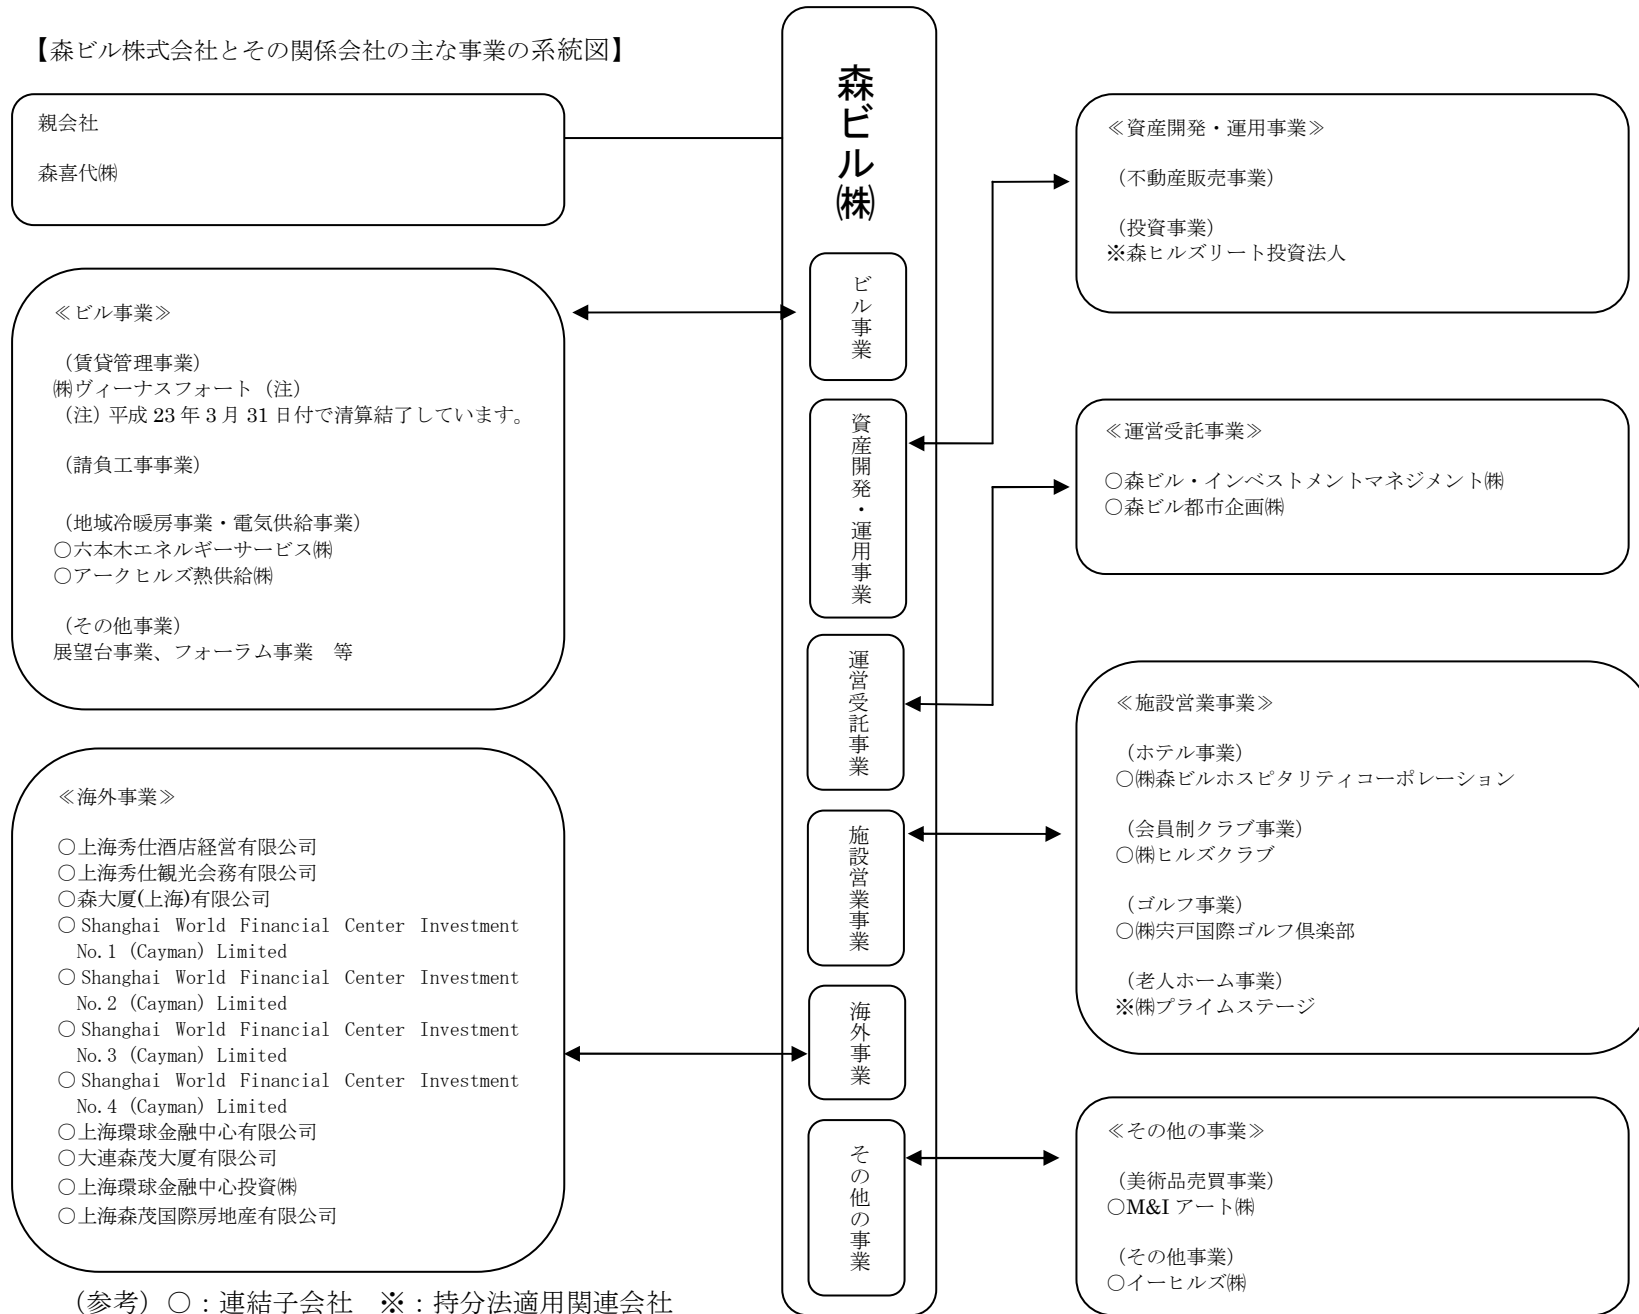 【森ビル株式会社とその関係会社の主な事業の系統図】
親会社
森喜代㈱
≪ビル事業≫
（賃貸管理事業）
㈱ヴィーナスフォート（注）
（注）平成 23 年 3 月 31 日付で清算結了しています。
（請負工事事業）
（地域冷暖房事業・電気供給事業）
○六本木エネルギーサービス㈱
○アークヒルズ熱供給㈱
（その他事業）
展望台事業、フォーラム事業　等
≪海外事業≫
○上海秀仕酒店経営有限公司
○上海秀仕観光会務有限公司
○森大厦(上海)有限公司
○Shanghai World Financial Center Investment
No.1 (Cayman) Limited
○Shanghai World Financial Center Investment
No.2 (Cayman) Limited
○Shanghai World Financial Center Investment
No.3 (Cayman) Limited
○Shanghai World Financial Center Investment
No.4 (Cayman) Limited
○上海環球金融中心有限公司
○大連森茂大厦有限公司
○上海環球金融中心投資㈱
○上海森茂国際房地産有限公司
森ビル㈱
ビル事業
資産開発・運用事業
運営受託事業
施設営業事業
海外事業
その他の事業
≪資産開発・運用事業≫
（不動産販売事業）
（投資事業）
※森ヒルズリート投資法人
≪運営受託事業≫
○森ビル・インベストメントマネジメント㈱
○森ビル都市企画㈱
≪施設営業事業≫
（ホテル事業）
○㈱森ビルホスピタリティコーポレーション
（会員制クラブ事業）
○㈱ヒルズクラブ
（ゴルフ事業）
○㈱宍戸国際ゴルフ倶楽部
（老人ホーム事業）
※㈱プライムステージ
≪その他の事業≫
（美術品売買事業）
○M&I アート㈱
（その他事業）
○イーヒルズ㈱
（参考）○：連結子会社　※：持分法適用関連会社